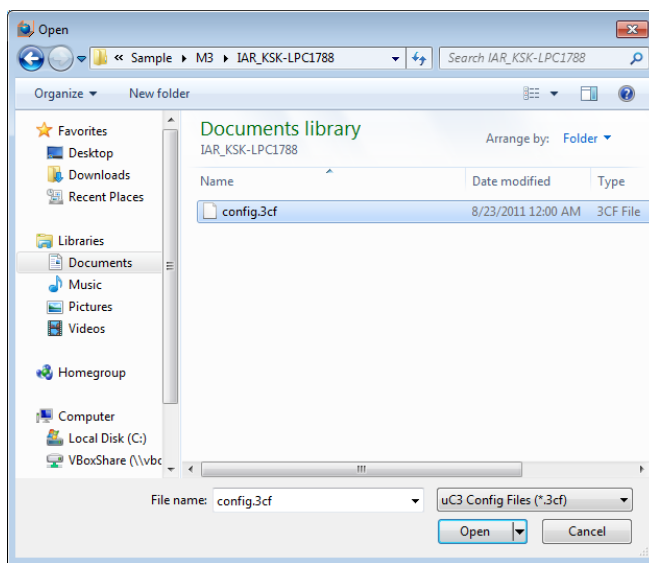 Open
« Sample ▸ M3 ▸ IAR_KSK-LPC1788
Search IAR_KSK-LPC1788
Organize New folder
Favorites
Desktop
Downloads
Recent Places
Libraries
Documents
Music
Pictures
Videos
Homegroup
Computer
Local Disk (C:)
VBoxShare (\\vbc
Documents library
IAR_KSK-LPC1788
Arrange by: Folder
Name Date modified Type
config.3cf 8/23/2011 12:00 AM 3CF File
File name: config.3cf uC3 Config Files (*.3cf)
Open Cancel